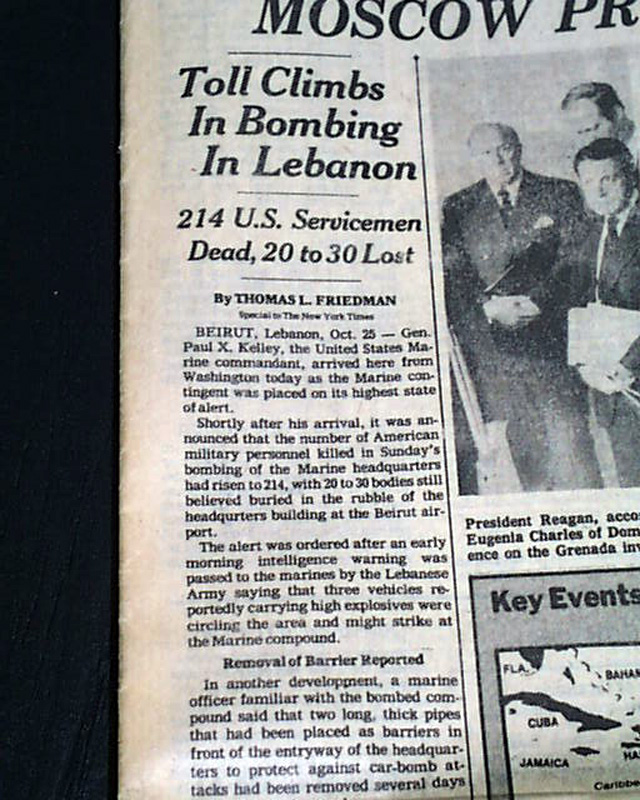 MOSCOW PR
Toll Climbs
In Bombing
In Lebanon
214 U.S. Servicemen
Dead, 20 to 30 Lost
By THOMAS L. FRIEDMAN
Special to The New York Times
BEIRUT, Lebanon, Oct. 25 — Gen.
Paul X. Kelley, the United States Ma-
rine commandant, arrived here from
Washington today as the Marine con-
tingent was placed on its highest state
of alert.
Shortly after his arrival, it was an-
nounced that the number of American
military personnel killed in Sunday's
bombing of the Marine headquarters
had risen to 214, with 20 to 30 bodies still
believed buried in the rubble of the
headqurters building at the Beirut air-
port.
The alert was ordered after an early
morning intelligence warning was
passed to the marines by the Lebanese
Army saying that three vehicles re-
portedly carrying high explosives were
circling the area and might strike at
the Marine compound.
Removal of Barrier Reported
In another development, a marine
officer familiar with the bombed com-
pound said that two long, thick pipes
that had been placed as barriers in
front of the entryway of the headquar-
ters to protect against car-bomb at-
tacks had been removed several days
President Reagan, acco
Eugenia Charles of Dom
ence on the Grenada inv
Key Events
FLA.
BAHAM
CUBA
HA
JAMAICA
Caribbe